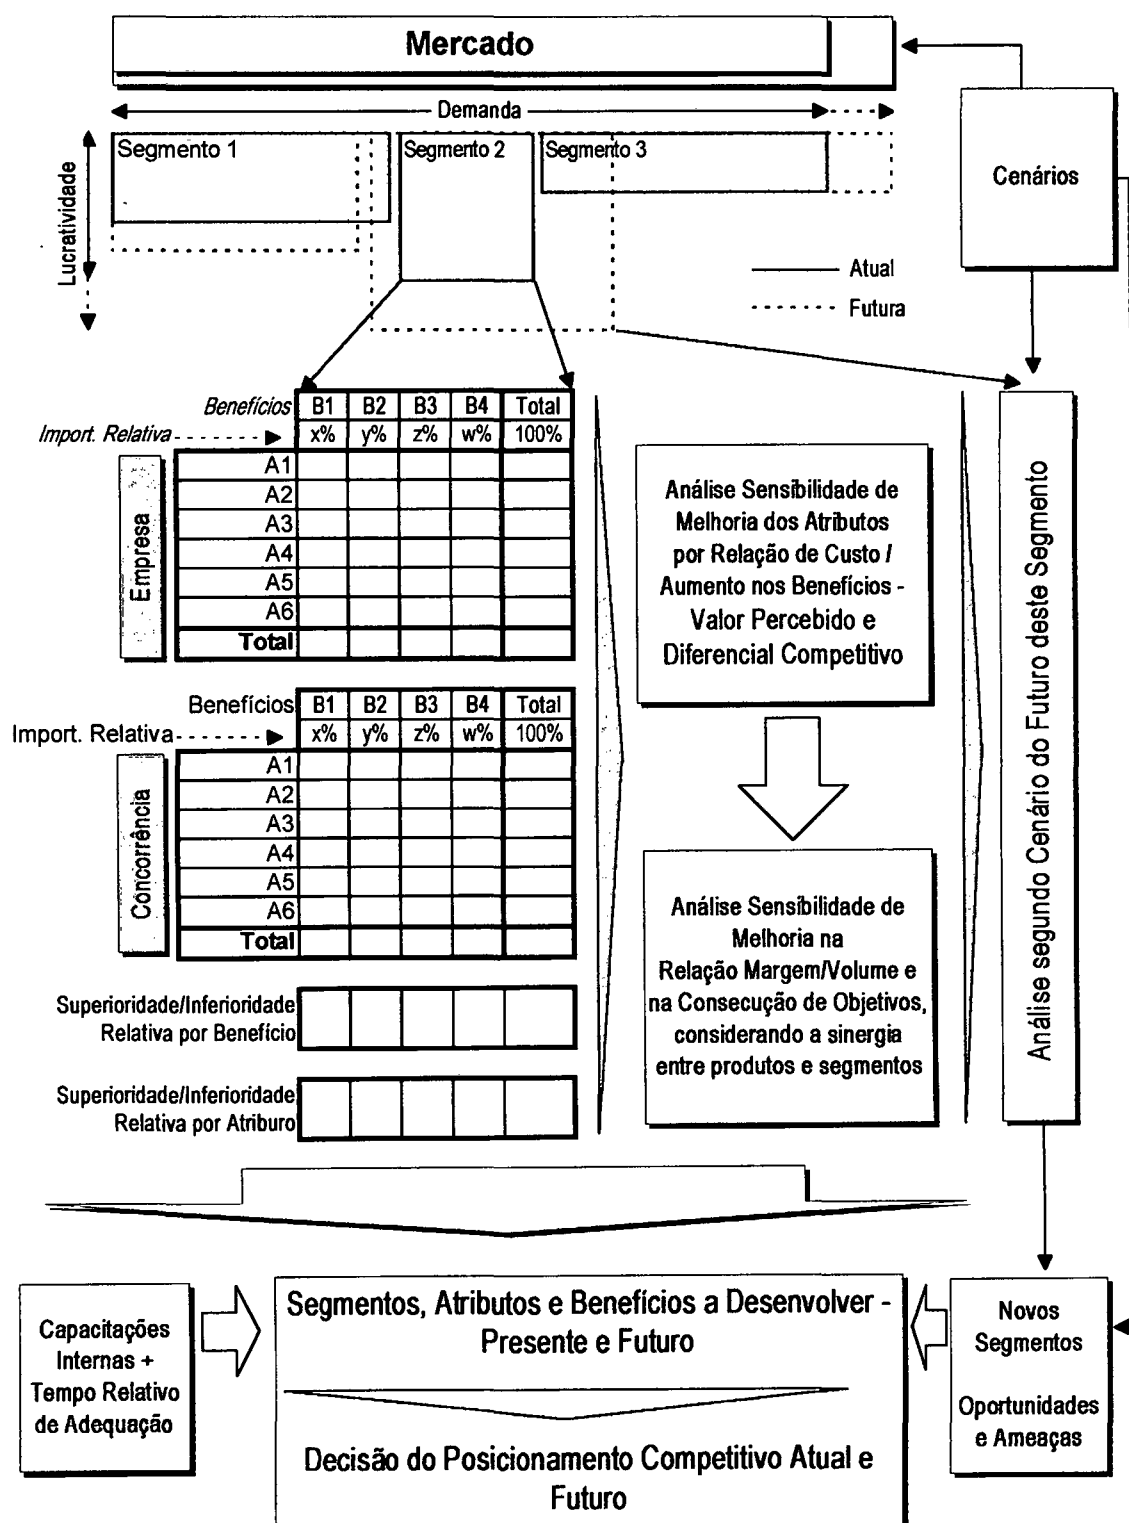 Mercado
Demanda
Lucratividade
Segmento 1
Segmento 2
Segmento 3
Cenários
Atual
Futura
Benefícios B1 B2 B3 B4 Total
Import. Relativa x% y% z% w% 100%
Empresa
A1
A2
A3
A4
A5
A6
Total
Benefícios B1 B2 B3 B4 Total
Import. Relativa x% y% z% w% 100%
Concorrência
A1
A2
A3
A4
A5
A6
Total
Superioridade/Inferioridade
Relativa por Benefício
Superioridade/Inferioridade
Relativa por Atriburo
Análise Sensibilidade de
Melhoria dos Atributos
por Relação de Custo /
Aumento nos Benefícios -
Valor Percebido e
Diferencial Competitivo
Análise Sensibilidade de
Melhoria na
Relação Margem/Volume e
na Consecução de Objetivos,
considerando a sinergia
entre produtos e segmentos
Análise segundo Cenário do Futuro deste Segmento
Capacitações
Internas +
Tempo Relativo
de Adequação
Segmentos, Atributos e Benefícios a Desenvolver -
Presente e Futuro
Decisão do Posicionamento Competitivo Atual e
Futuro
Novos
Segmentos
Oportunidades
e Ameaças